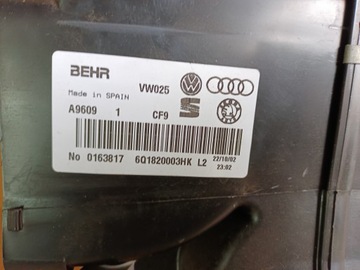 BEHR VW025
Made in SPAIN
A9609 1 CF9
No 0163817 6Q1820003HK L2
22/10/02
23:02